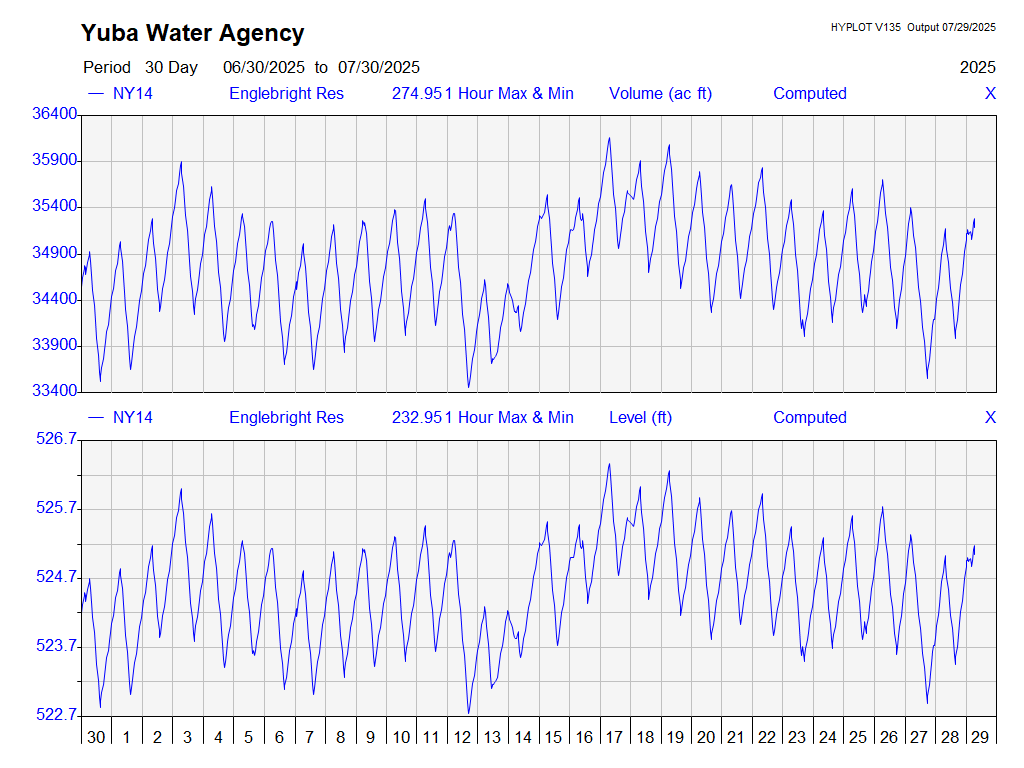 Yuba Water Agency
HYPLOT V135 Output 07/29/2025
Period 30 Day 06/30/2025 to 07/30/2025 2025
— NY14 Englebright Res 274.951 Hour Max & Min Volume (ac ft) Computed X
36400
35900
35400
34900
34400
33900
33400
— NY14 Englebright Res 232.951 Hour Max & Min Level (ft) Computed X
526.7
525.7
524.7
523.7
522.7
30 1 2 3 4 5 6 7 8 9 10 11 12 13 14 15 16 17 18 19 20 21 22 23 24 25 26 27 28 29